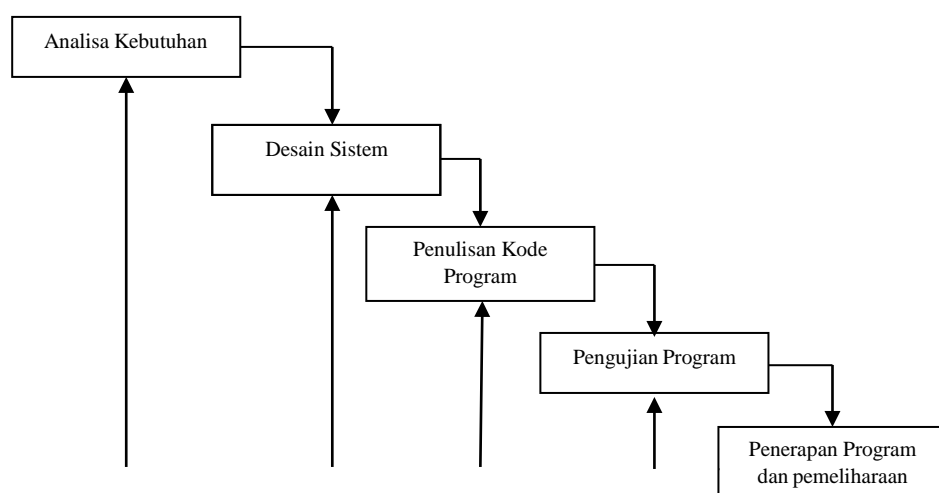 Analisa Kebutuhan
Desain Sistem
Penulisan Kode
Program
Pengujian Program
Penerapan Program
dan pemeliharaan